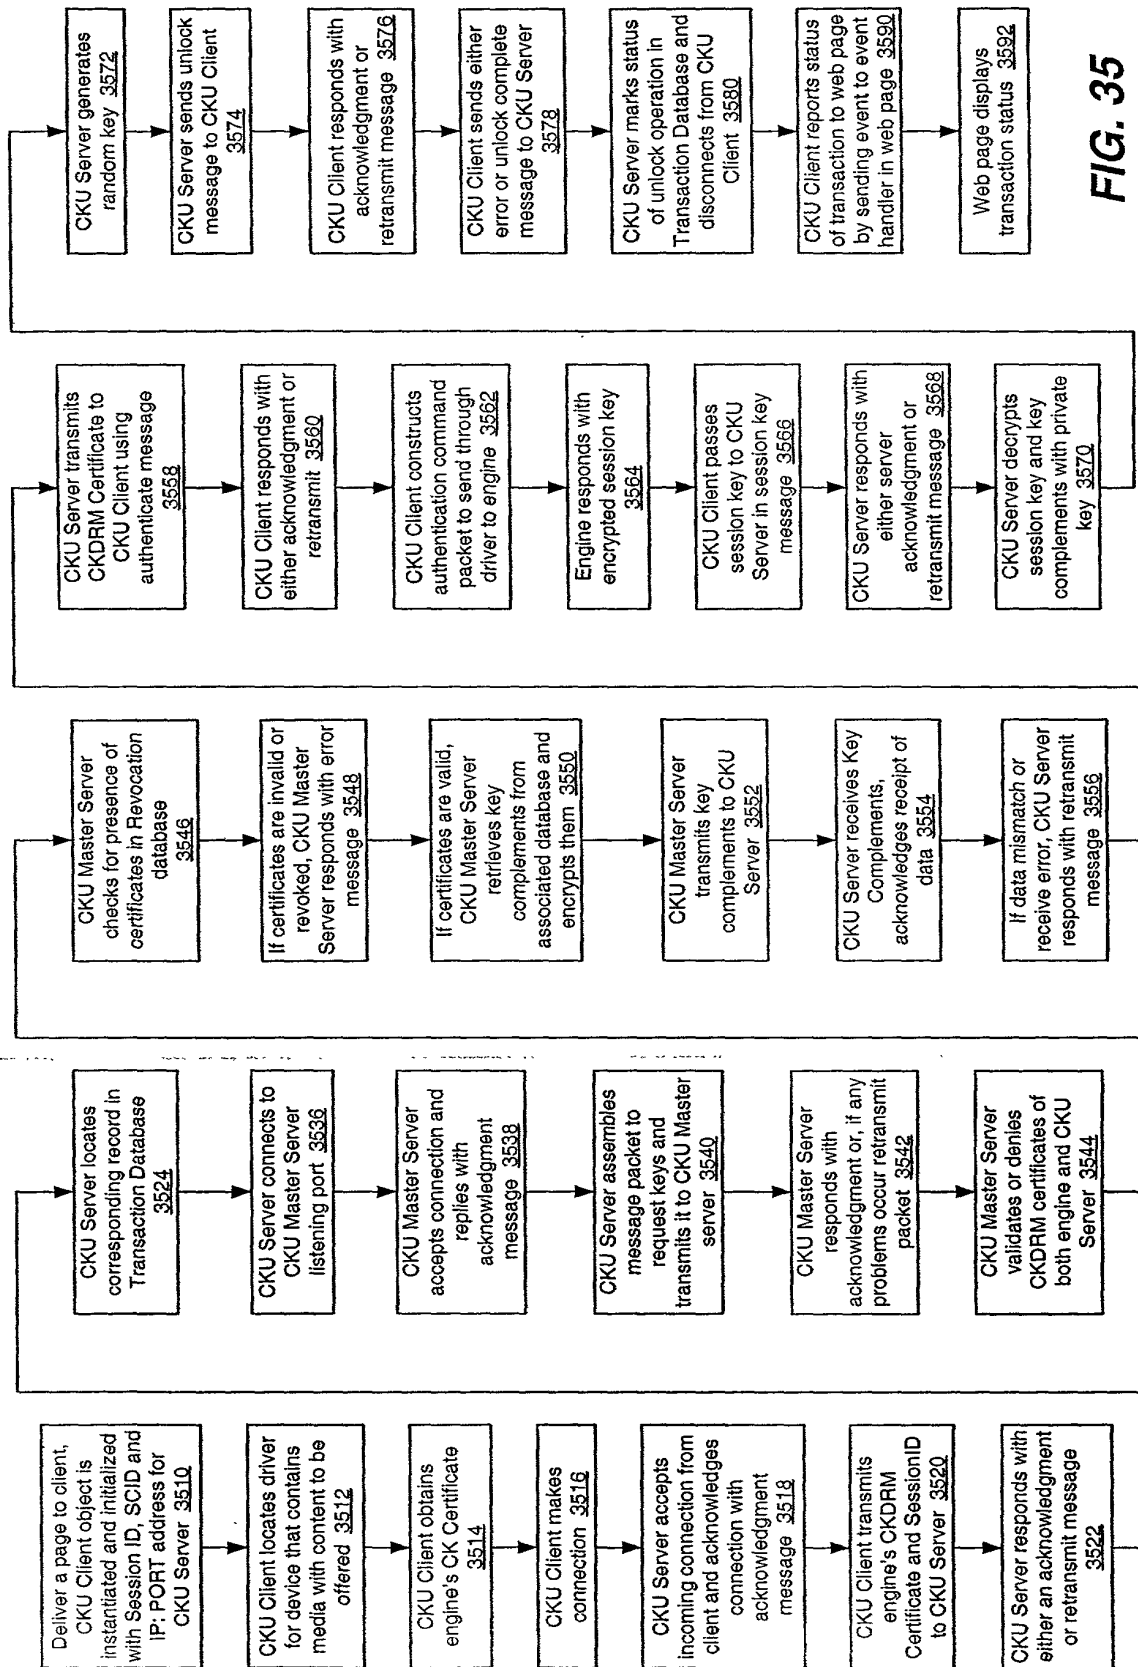 Deliver a page to client,
CKU Client object is
instantiated and initialized
with Session ID, SCID and
IP: PORT address for
CKU Server 3510
CKU Client locates driver
for device that contains
media with content to be
offered 3512
CKU Client obtains
engine's CK Certificate
3514
CKU Client makes
connection 3516
CKU Server accepts
incoming connection from
client and acknowledges
connection with
acknowledgment
message 3518
CKU Client transmits
engine's CKDRM
Certificate and SessionID
to CKU Server 3520
CKU Server responds with
either an acknowledgment
or retransmit message
3522
CKU Server locates
corresponding record in
Transaction Database
3524
CKU Server connects to
CKU Master Server
listening port 3536
CKU Master Server
accepts connection and
replies with
acknowledgment
message 3538
CKU Server assembles
message packet to
request keys and
transmits it to CKU Master
server 3540
CKU Master Server
responds with
acknowledgment or, if any
problems occur retransmit
packet 3542
CKU Master Server
validates or denies
CKDRM certificates of
both engine and CKU
Server 3544
CKU Master Server
checks for presence of
certificates in Revocation
database
3546
If certificates are invalid or
revoked, CKU Master
Server responds with error
message 3548
If certificates are valid,
CKU Master Server
retrieves key
complements from
associated database and
encrypts them 3550
CKU Master Server
transmits key
complements to CKU
Server 3552
CKU Server receives Key
Complements,
acknowledges receipt of
data 3554
If data mismatch or
receive error, CKU Server
responds with retransmit
message 3556
CKU Server transmits
CKDRM Certificate to
CKU Client using
authenticate message
3558
CKU Client responds with
either acknowledgment or
retransmit 3560
CKU Client constructs
authentication command
packet to send through
driver to engine 3562
Engine responds with
encrypted session key
3564
CKU Client passes
session key to CKU
Server in session key
message 3566
CKU Server responds with
either server
acknowledgment or
retransmit message 3568
CKU Server decrypts
session key and key
complements with private
key 3570
CKU Server generates
random key 3572
CKU Server sends unlock
message to CKU Client
3574
CKU Client responds with
acknowledgment or
retransmit message 3576
CKU Client sends either
error or unlock complete
message to CKU Server
3578
CKU Server marks status
of unlock operation in
Transaction Database and
disconnects from CKU
Client 3580
CKU Client reports status
of transaction to web page
by sending event to event
handler in web page 3590
Web page displays
transaction status 3592
FIG. 35